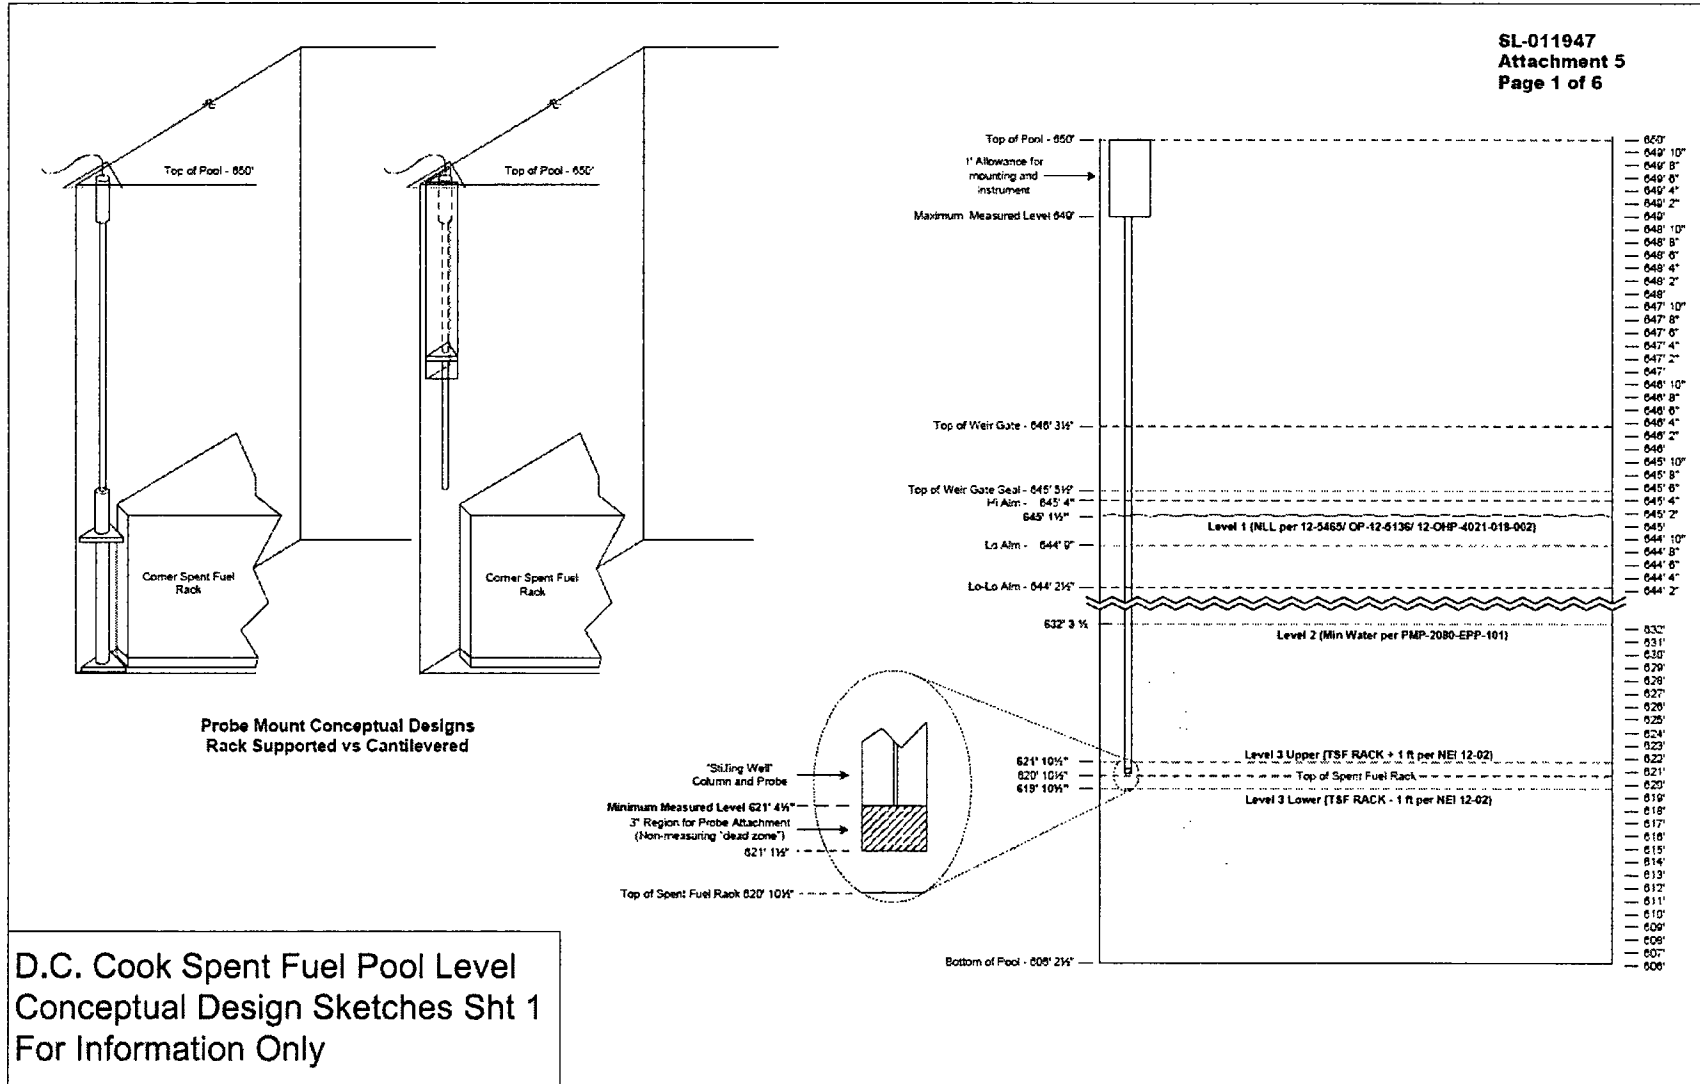 SL-011947
Attachment 5
Page 1 of 6
Top of Pool - 650'
Top of Pool - 650'
Corner Spent Fuel
Rack
Corner Spent Fuel
Rack
Probe Mount Conceptual Designs
Rack Supported vs Cantilevered
Top of Pool - 650'
1' Allowance for
mounting and
instrument
Maximum Measured Level 649'
Top of Weir Gate - 646' 3½"
Top of Weir Gate Seal - 645' 5½"
Hi Alm - 645' 4"
645' 1½"
Level 1 (NLL per 12-5465/ OP-12-5136/ 12-OHP-4021-018-002)
Lo Alm - 644' 9"
Lo-Lo Alm - 644' 2½"
632' 3 ½
Level 2 (Min Water per PMP-2080-EPP-101)
Level 3 Upper (TSF RACK + 1 ft per NEI 12-02)
621' 10½"
620' 10½"
Top of Spent Fuel Rack
619' 10½"
Level 3 Lower (TSF RACK - 1 ft per NEI 12-02)
"Stilling Well"
Column and Probe
Minimum Measured Level 621' 4½"
3" Region for Probe Attachment
(Non-measuring "dead zone")
621' 1½"
Top of Spent Fuel Rack 620' 10½"
Bottom of Pool - 606' 2½"
650'
649' 10"
649' 8"
649' 6"
649' 4"
649' 2"
649'
648' 10"
648' 8"
648' 6"
648' 4"
648' 2"
648'
647' 10"
647' 8"
647' 6"
647' 4"
647' 2"
647'
646' 10"
646' 8"
646' 6"
646' 4"
646' 2"
646'
645' 10"
645' 8"
645' 6"
645' 4"
645' 2"
645'
644' 10"
644' 8"
644' 6"
644' 4"
644' 2"
632'
631'
630'
629'
628'
627'
626'
625'
624'
623'
622'
621'
620'
619'
618'
617'
616'
615'
614'
613'
612'
611'
610'
609'
608'
607'
606'
D.C. Cook Spent Fuel Pool Level
Conceptual Design Sketches Sht 1
For Information Only